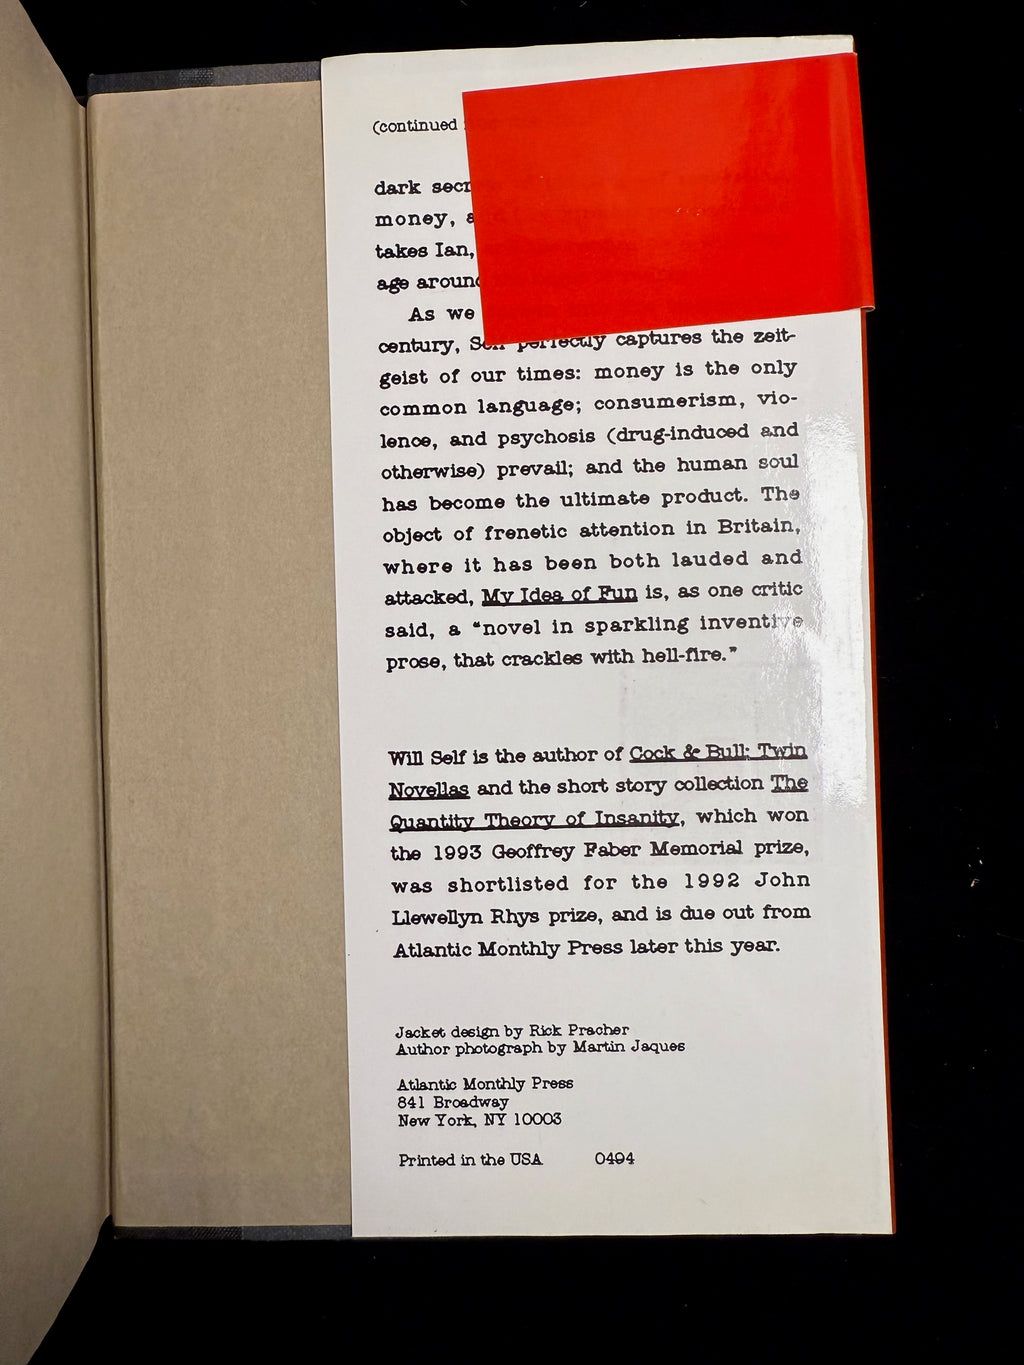 (continued
dark
money,
takes Ian,
age
As we
century, Self perfectly captures the zeit-
geist of our times: money is the only
common language; consumerism, vio-
lence, and psychosis (drug-induced and
otherwise) prevail; and the human soul
has become the ultimate product. The
object of frenetic attention in Britain,
where it has been both lauded and
attacked, My Idea of Fun is, as one critic
said, a "novel in sparkling inventive
prose, that crackles with hell-fire."
Will Self is the author of Cock & Bull: Twin
Novellas and the short story collection The
Quantity Theory of Insanity, which won
the 1993 Geoffrey Faber Memorial prize,
was shortlisted for the 1992 John
Llewellyn Rhys prize, and is due out from
Atlantic Monthly Press later this year.
Jacket design by Rick Pracher
Author photograph by Martin Jaques
Atlantic Monthly Press
841 Broadway
New York, NY 10003
Printed in the USA 0494